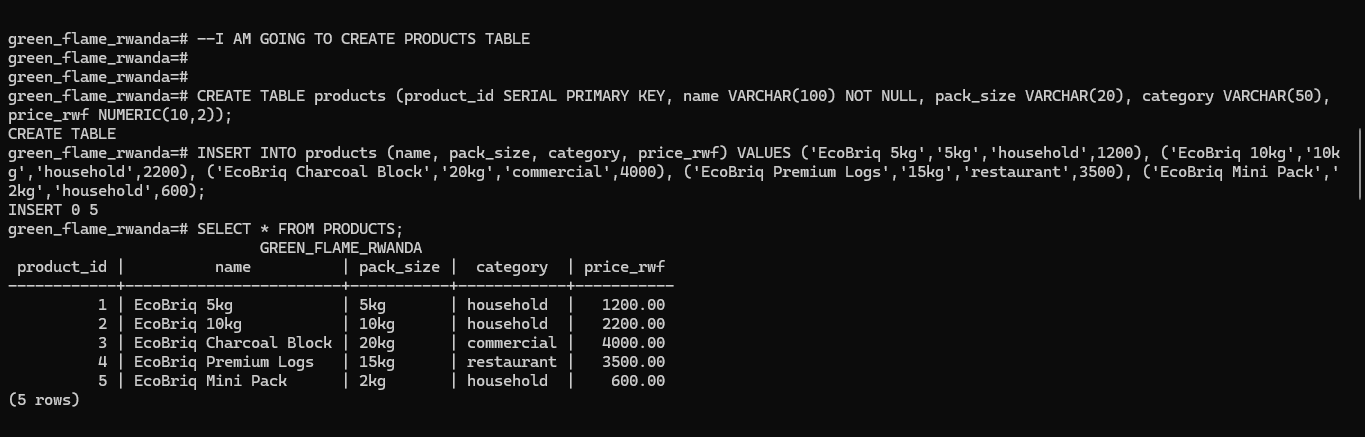 green_flame_rwanda=# --I AM GOING TO CREATE PRODUCTS TABLE
green_flame_rwanda=#
green_flame_rwanda=#
green_flame_rwanda=# CREATE TABLE products (product_id SERIAL PRIMARY KEY, name VARCHAR(100) NOT NULL, pack_size VARCHAR(20), category VARCHAR(50),
price_rwf NUMERIC(10,2));
CREATE TABLE
green_flame_rwanda=# INSERT INTO products (name, pack_size, category, price_rwf) VALUES ('EcoBriq 5kg','5kg','household',1200), ('EcoBriq 10kg','10k
g','household',2200), ('EcoBriq Charcoal Block','20kg','commercial',4000), ('EcoBriq Premium Logs','15kg','restaurant',3500), ('EcoBriq Mini Pack','
2kg','household',600);
INSERT 0 5
green_flame_rwanda=# SELECT * FROM PRODUCTS;
                            GREEN_FLAME_RWANDA
 product_id |          name          | pack_size |  category  | price_rwf
------------+------------------------+-----------+------------+-----------
          1 | EcoBriq 5kg            | 5kg       | household  |   1200.00
          2 | EcoBriq 10kg           | 10kg      | household  |   2200.00
          3 | EcoBriq Charcoal Block | 20kg      | commercial |   4000.00
          4 | EcoBriq Premium Logs   | 15kg      | restaurant |   3500.00
          5 | EcoBriq Mini Pack      | 2kg       | household  |    600.00
(5 rows)